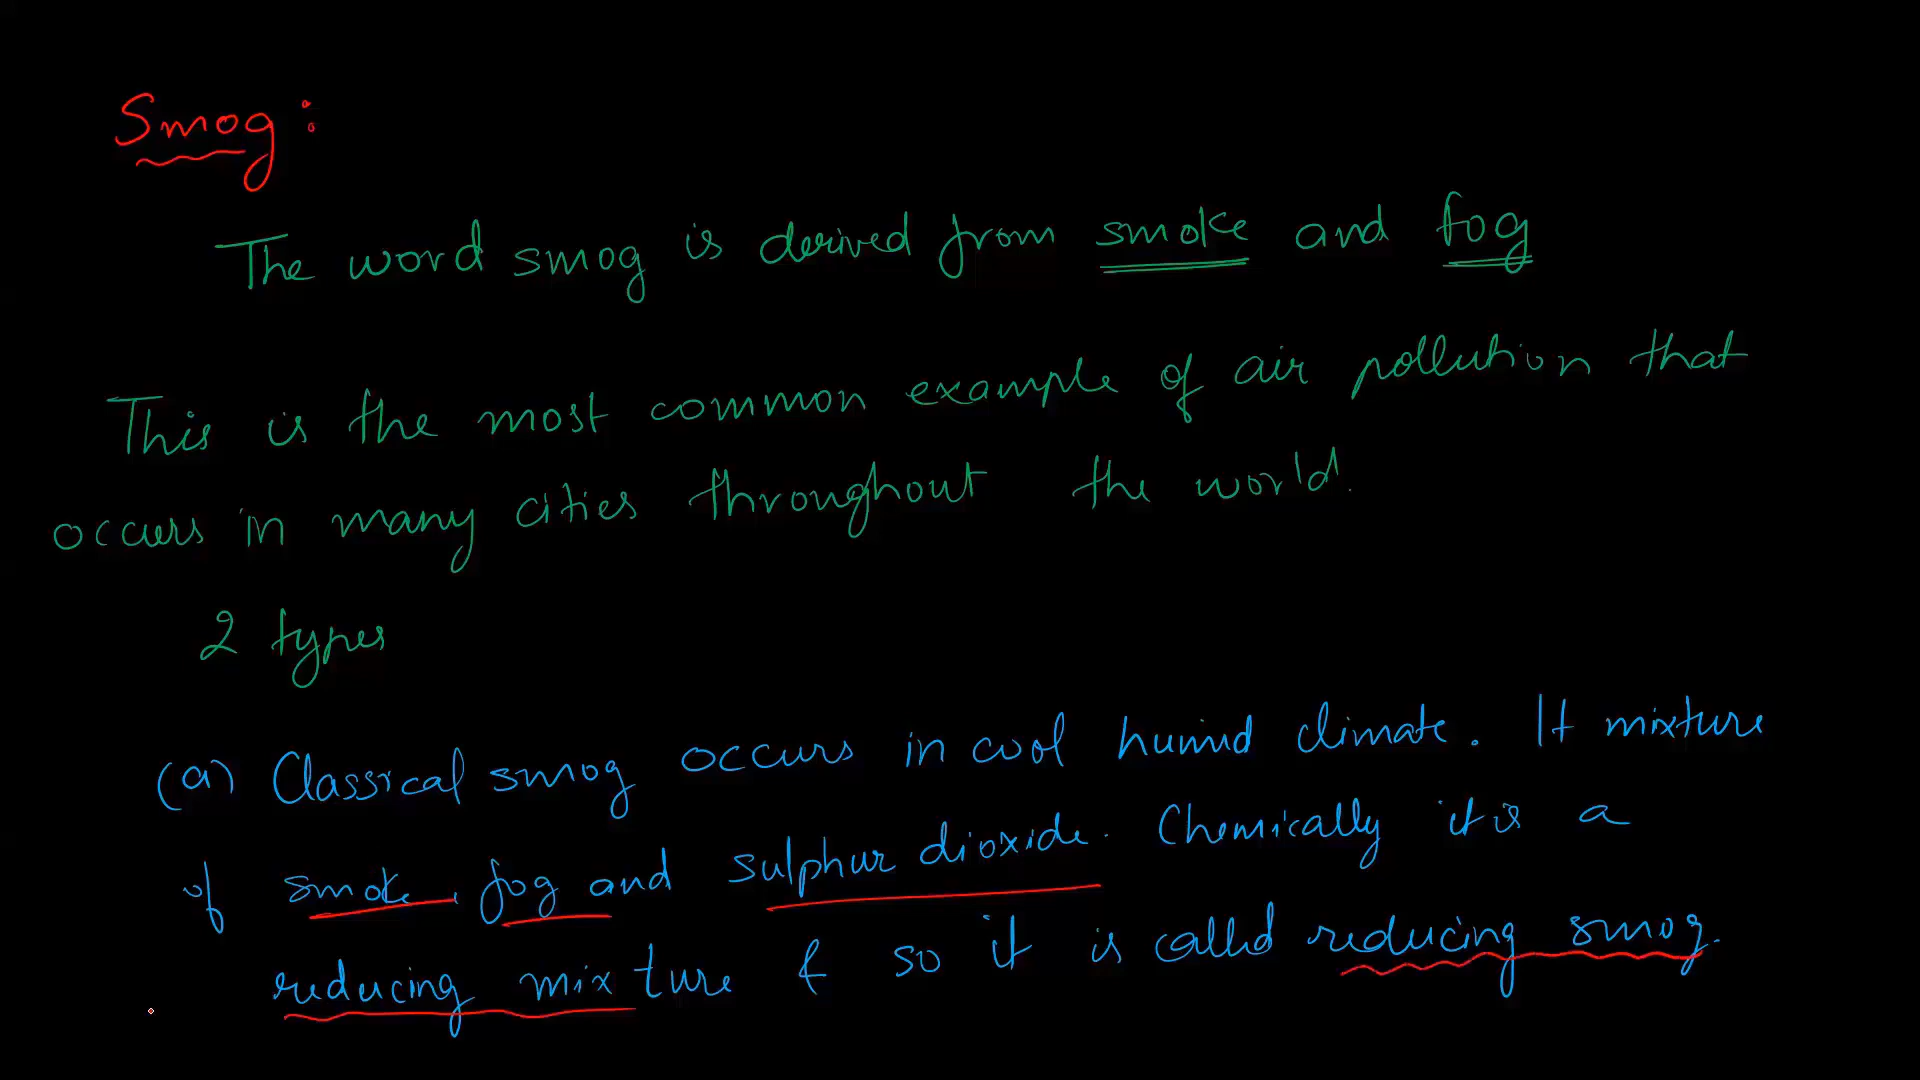 Smog:
The word smog is derived from smoke and fog
This is the most common example of air pollution that
occurs in many cities throughout the world.
2 types
(a) Classical smog occurs in cool humid climate. It mixture
of smoke, fog and sulphur dioxide. Chemically it is a
reducing mixture & so it is called reducing smog.